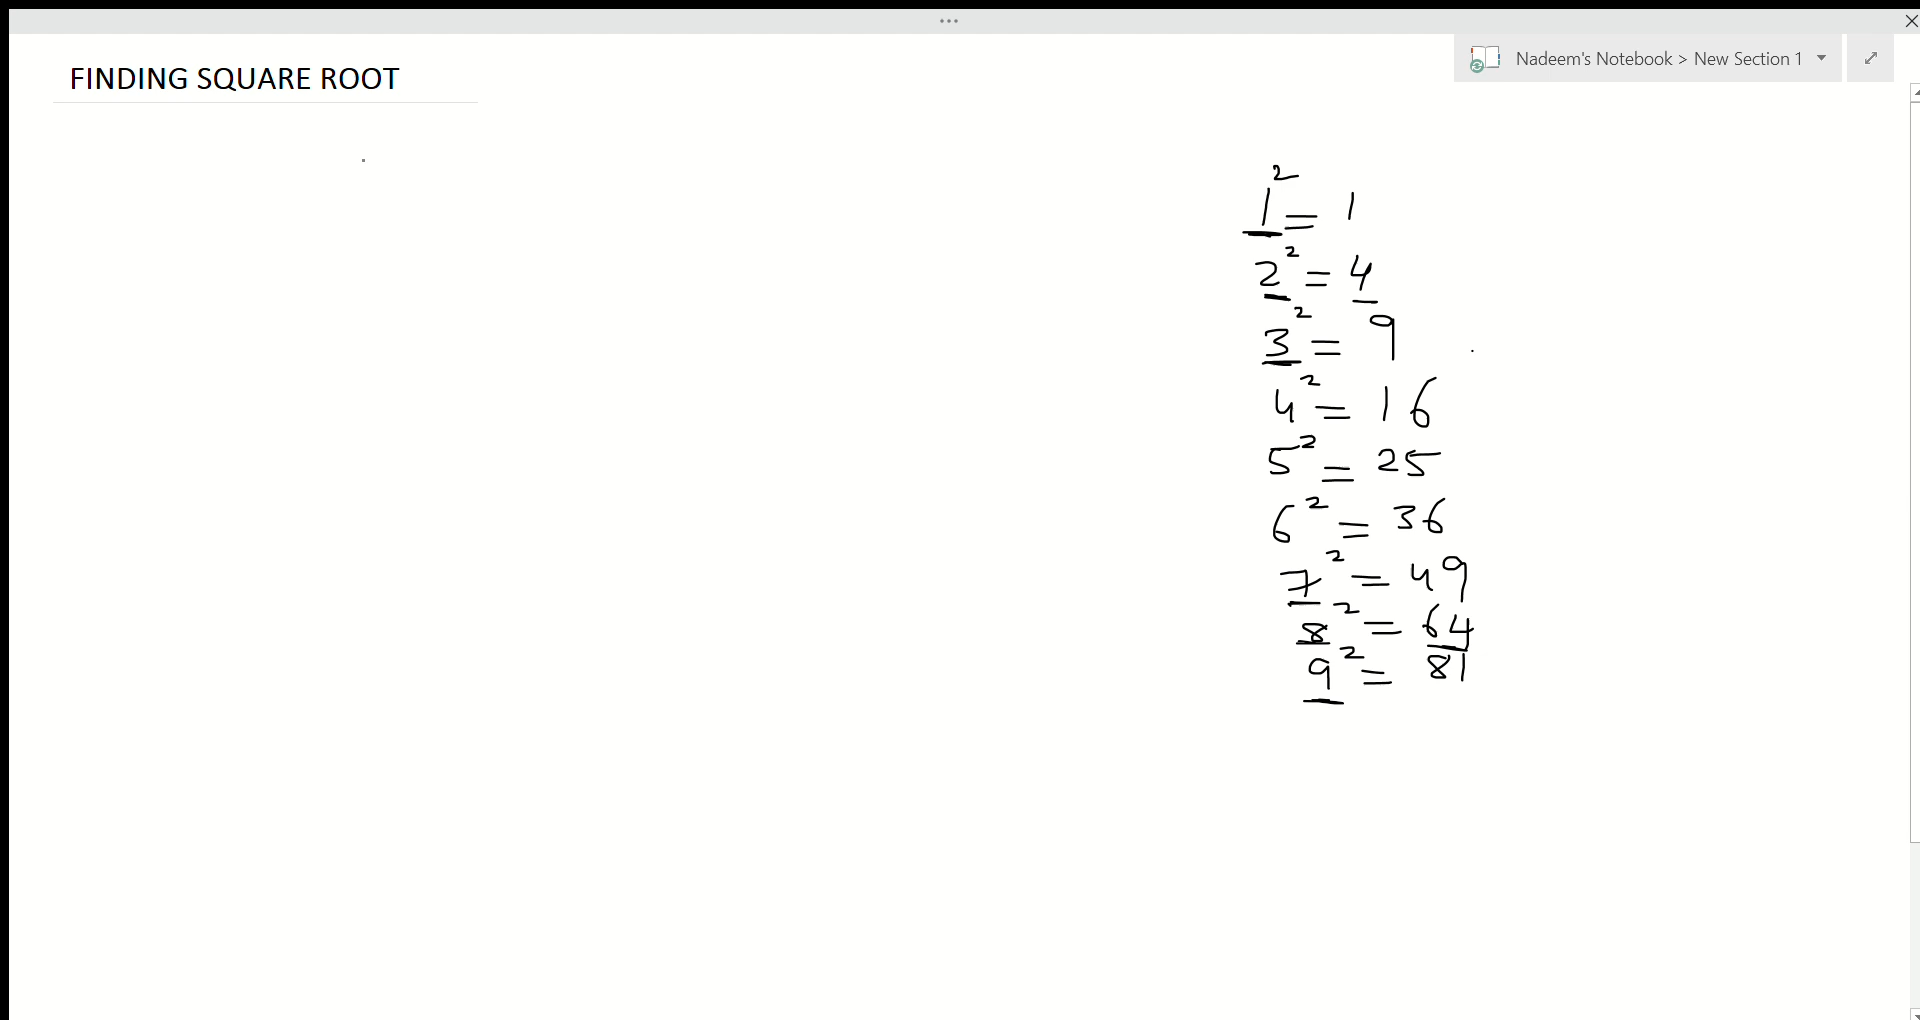 Nadeem's Notebook > New Section 1
FINDING SQUARE ROOT
1² = 1
2² = 4
3² = 9
4² = 16
5² = 25
6² = 36
7² = 49
8² = 64
9² = 81